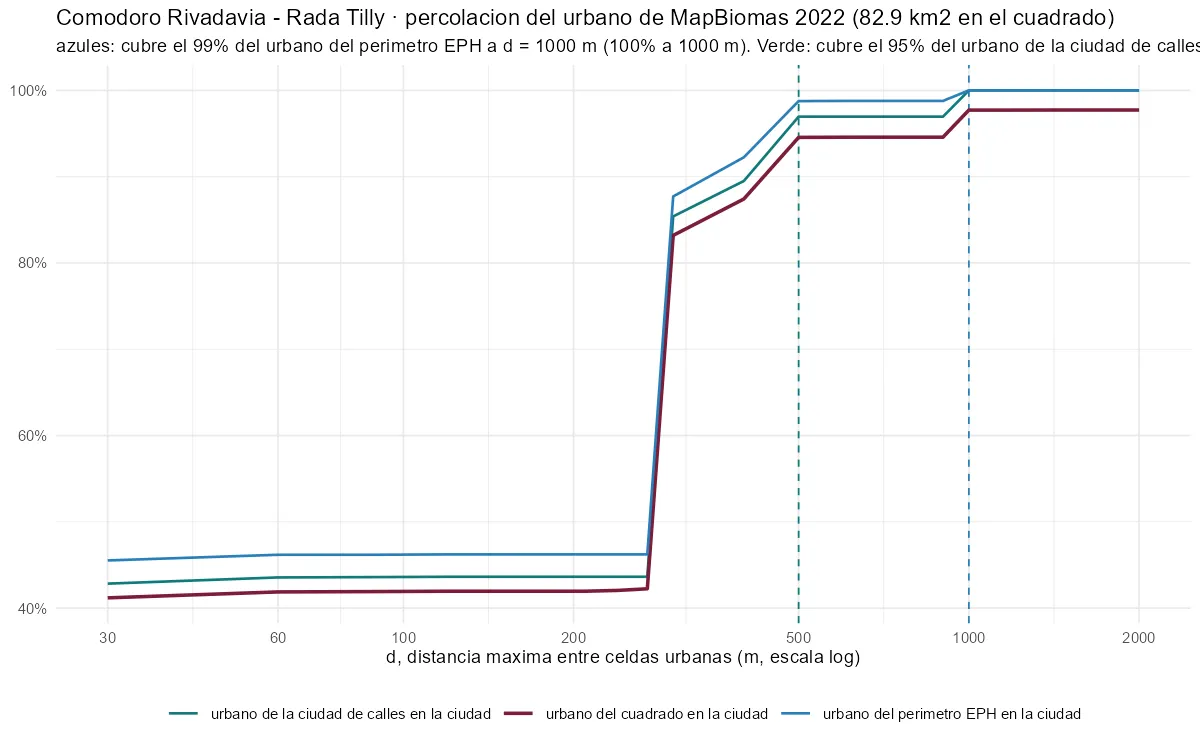 Comodoro Rivadavia - Rada Tilly · percolacion del urbano de MapBiomas 2022 (82.9 km2 en el cuadrado)
azules: cubre el 99% del urbano del perimetro EPH a d = 1000 m (100% a 1000 m). Verde: cubre el 95% del urbano de la ciudad de calles
100%
80%
60%
40%
30 60 100 200 500 1000 2000
d, distancia maxima entre celdas urbanas (m, escala log)
urbano de la ciudad de calles en la ciudad urbano del cuadrado en la ciudad urbano del perimetro EPH en la ciudad